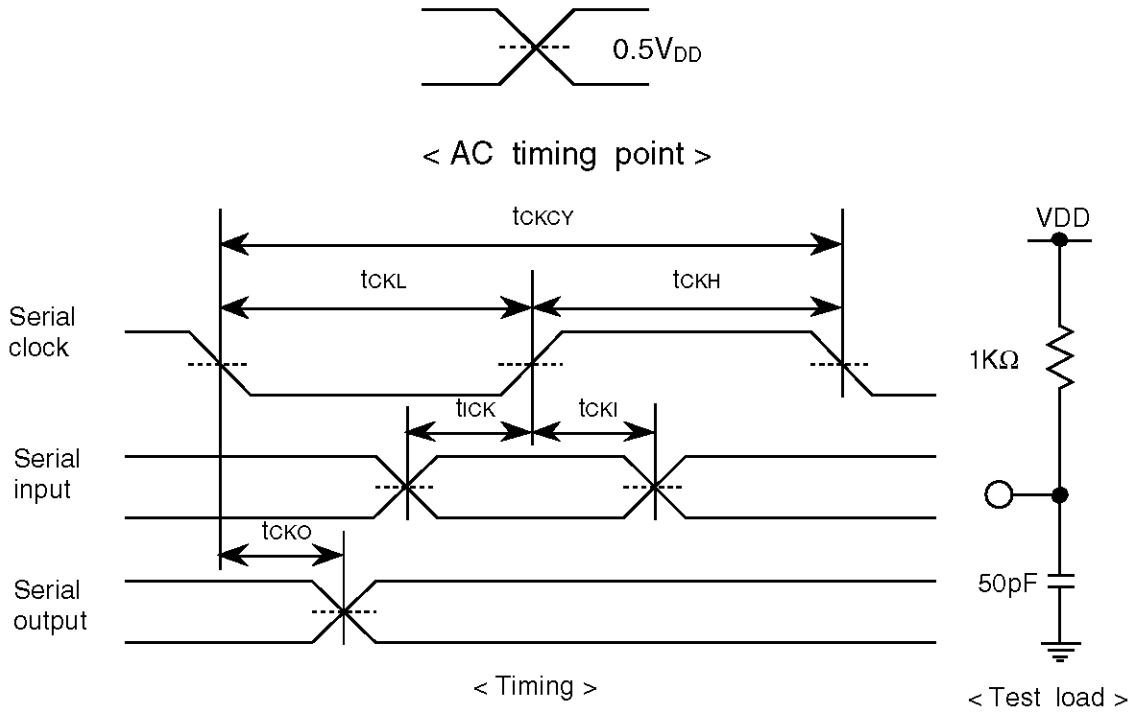 0.5VDD
< AC timing point >
tCKCY
VDD
tCKL
tCKH
Serial
clock
1KΩ
tICK
tCKI
Serial
input
tCKO
Serial
output
50pF
< Timing >
< Test load >